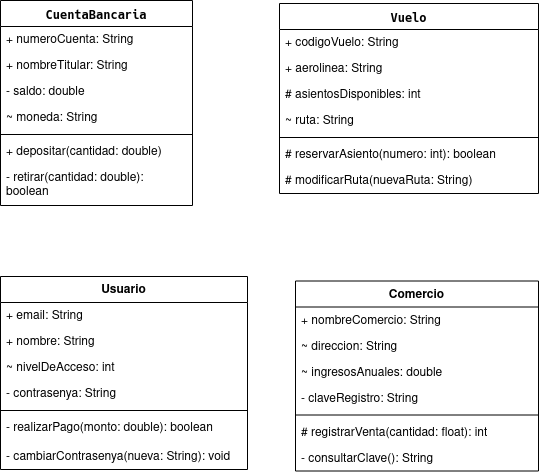 CuentaBancaria
+ numeroCuenta: String
+ nombreTitular: String
- saldo: double
~ moneda: String
+ depositar(cantidad: double)
- retirar(cantidad: double):
boolean
Vuelo
+ codigoVuelo: String
+ aerolinea: String
# asientosDisponibles: int
~ ruta: String
# reservarAsiento(numero: int): boolean
# modificarRuta(nuevaRuta: String)
Usuario
+ email: String
+ nombre: String
~ nivelDeAcceso: int
- contrasenya: String
- realizarPago(monto: double): boolean
- cambiarContrasenya(nueva: String): void
Comercio
+ nombreComercio: String
~ direccion: String
~ ingresosAnuales: double
- claveRegistro: String
# registrarVenta(cantidad: float): int
- consultarClave(): String